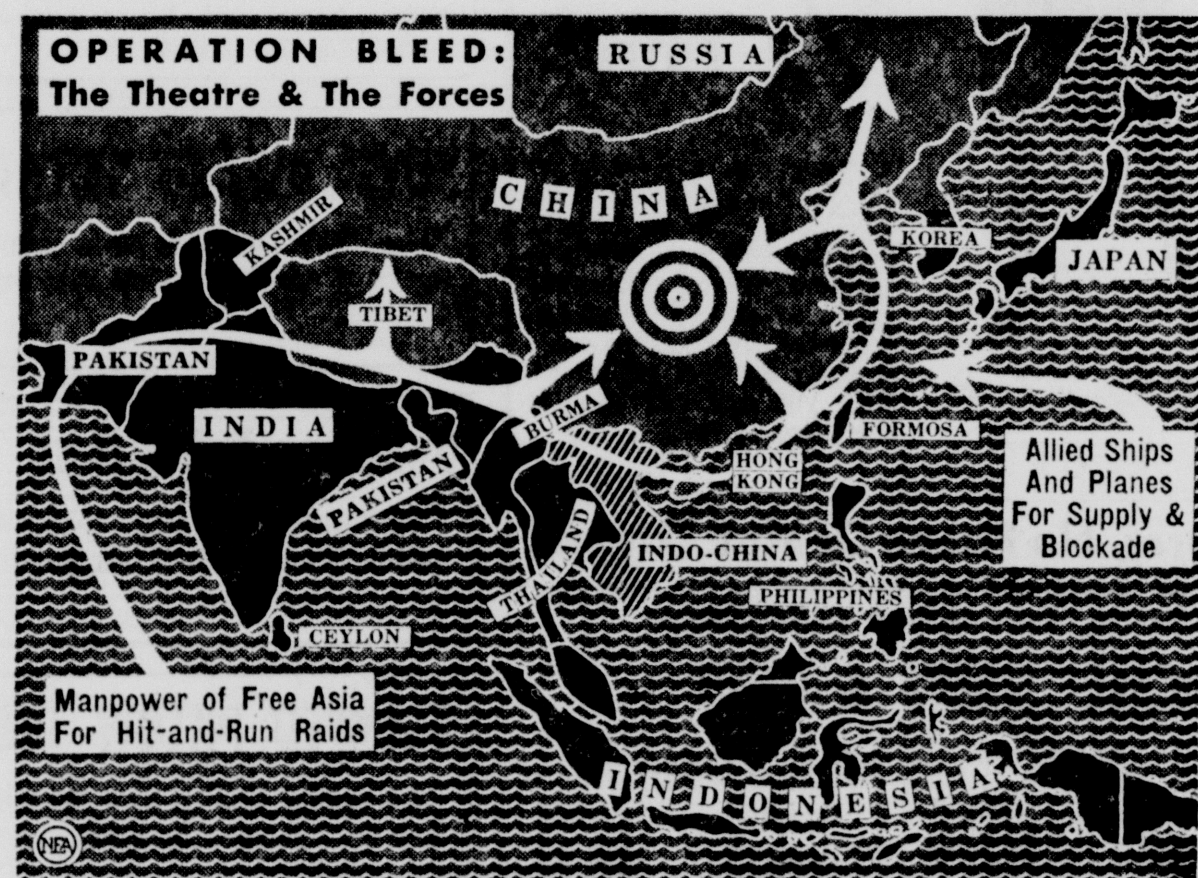 OPERATION BLEED:
The Theatre & The Forces
RUSSIA
CHINA
KASHMIR
KOREA
JAPAN
TIBET
PAKISTAN
INDIA
BURMA
FORMOSA
HONG
KONG
PAKISTAN
Allied Ships
And Planes
For Supply &
Blockade
THAILAND
INDO-CHINA
PHILIPPINES
CEYLON
Manpower of Free Asia
For Hit-and-Run Raids
INDONESIA
NEA